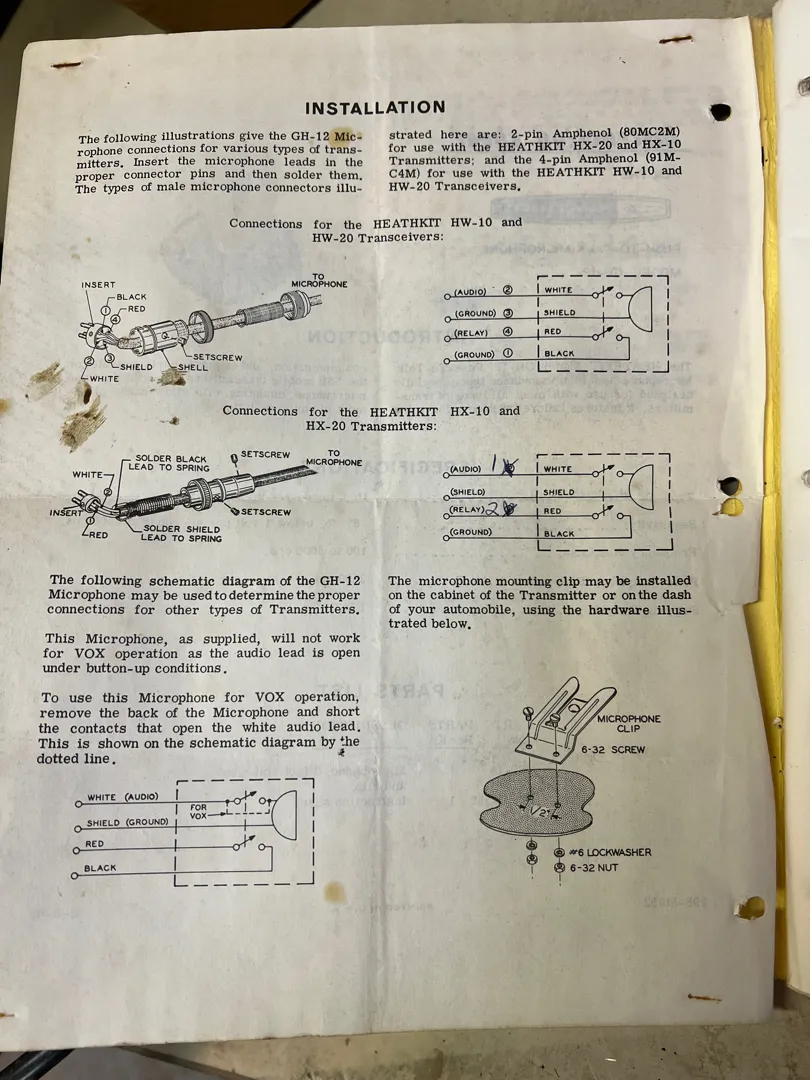 INSTALLATION
The following illustrations give the GH-12 Mic-
rophone connections for various types of trans-
mitters. Insert the microphone leads in the
proper connector pins and then solder them.
The types of male microphone connectors illu-
strated here are: 2-pin Amphenol (80MC2M)
for use with the HEATHKIT HX-20 and HX-10
Transmitters; and the 4-pin Amphenol (91M-
C4M) for use with the HEATHKIT HW-10 and
HW-20 Transceivers.
Connections for the HEATHKIT HW-10 and
HW-20 Transceivers:
INSERT
BLACK
① RED
④
② ③
SHIELD
WHITE
SHELL
SETSCREW
TO
MICROPHONE
(AUDIO) ② WHITE
(GROUND) ③ SHIELD
(RELAY) ④ RED
(GROUND) ① BLACK
Connections for the HEATHKIT HX-10 and
HX-20 Transmitters:
WHITE
②
SOLDER BLACK
LEAD TO SPRING
SETSCREW
TO
MICROPHONE
INSERT
①
RED
SOLDER SHIELD
LEAD TO SPRING
SETSCREW
(AUDIO) 1 WHITE
(SHIELD) SHIELD
(RELAY) 2 RED
(GROUND) BLACK
The following schematic diagram of the GH-12
Microphone may be used to determine the proper
connections for other types of Transmitters.
This Microphone, as supplied, will not work
for VOX operation as the audio lead is open
under button-up conditions.
To use this Microphone for VOX operation,
remove the back of the Microphone and short
the contacts that open the white audio lead.
This is shown on the schematic diagram by the
dotted line.
WHITE (AUDIO)
FOR
VOX
SHIELD (GROUND)
RED
BLACK
The microphone mounting clip may be installed
on the cabinet of the Transmitter or on the dash
of your automobile, using the hardware illus-
trated below.
MICROPHONE
CLIP
6-32 SCREW
1/2"
#6 LOCKWASHER
6-32 NUT